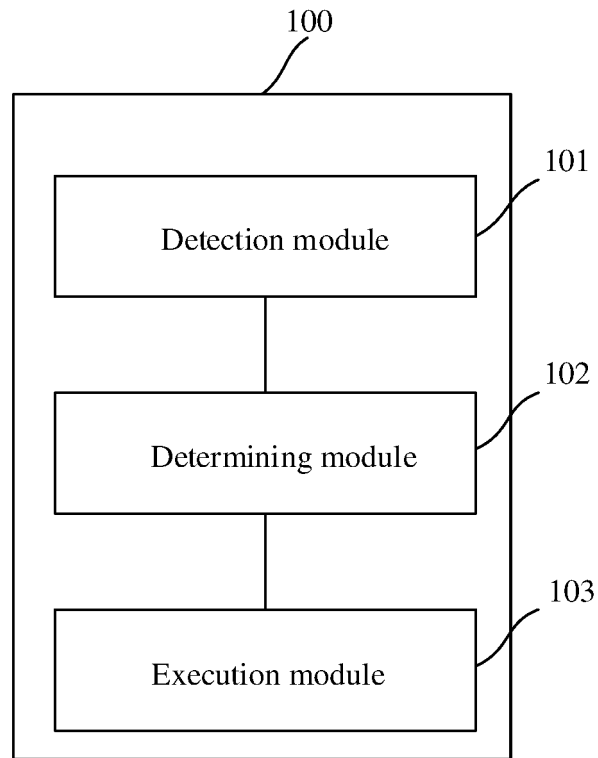 100
101
Detection module
102
Determining module
103
Execution module